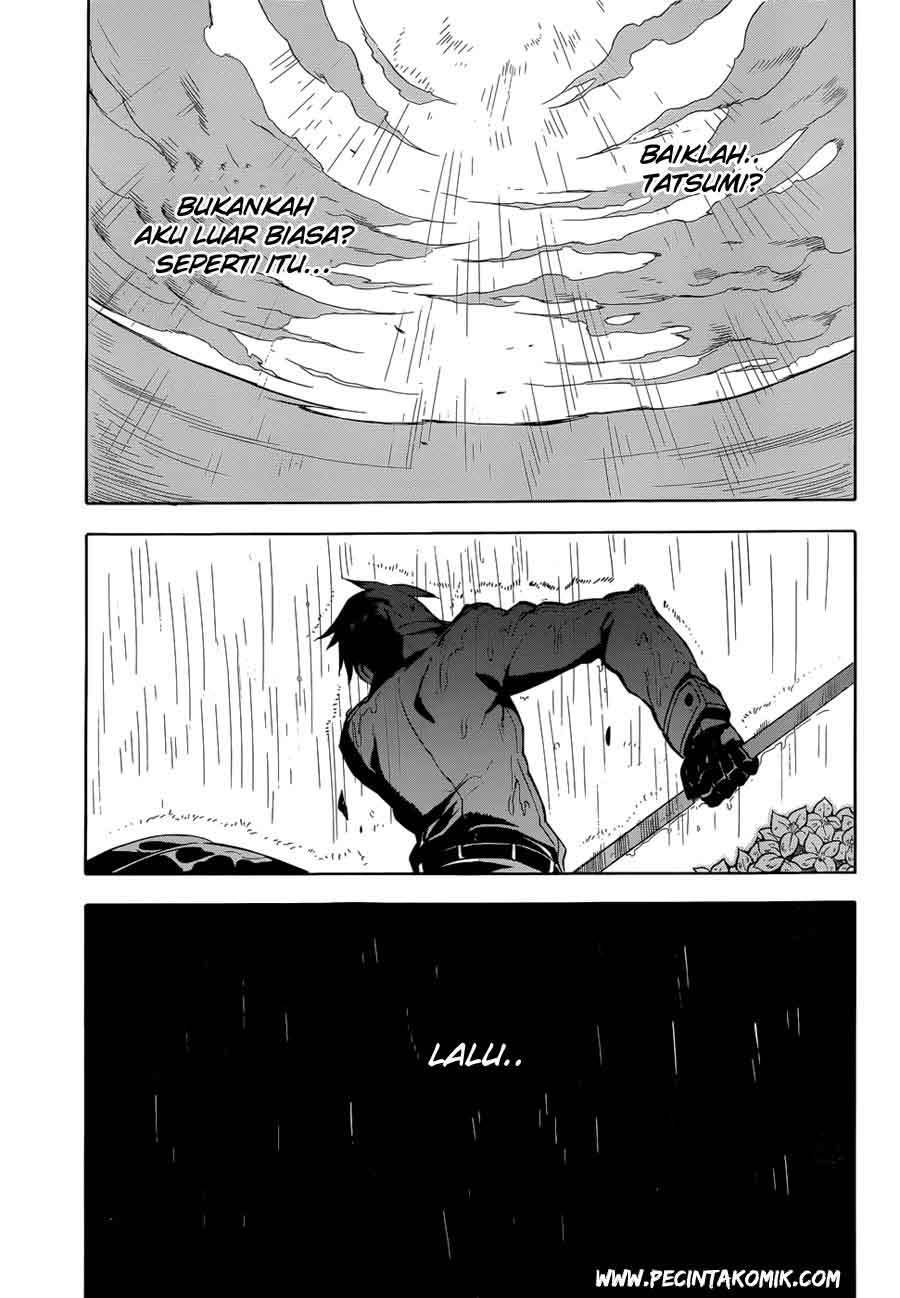 BAIKLAH..
TATSUMI?
BUKANKAH
AKU LUAR BIASA?
SEPERTI ITU...
LALU..
WWW.PECINTAKOMIK.COM